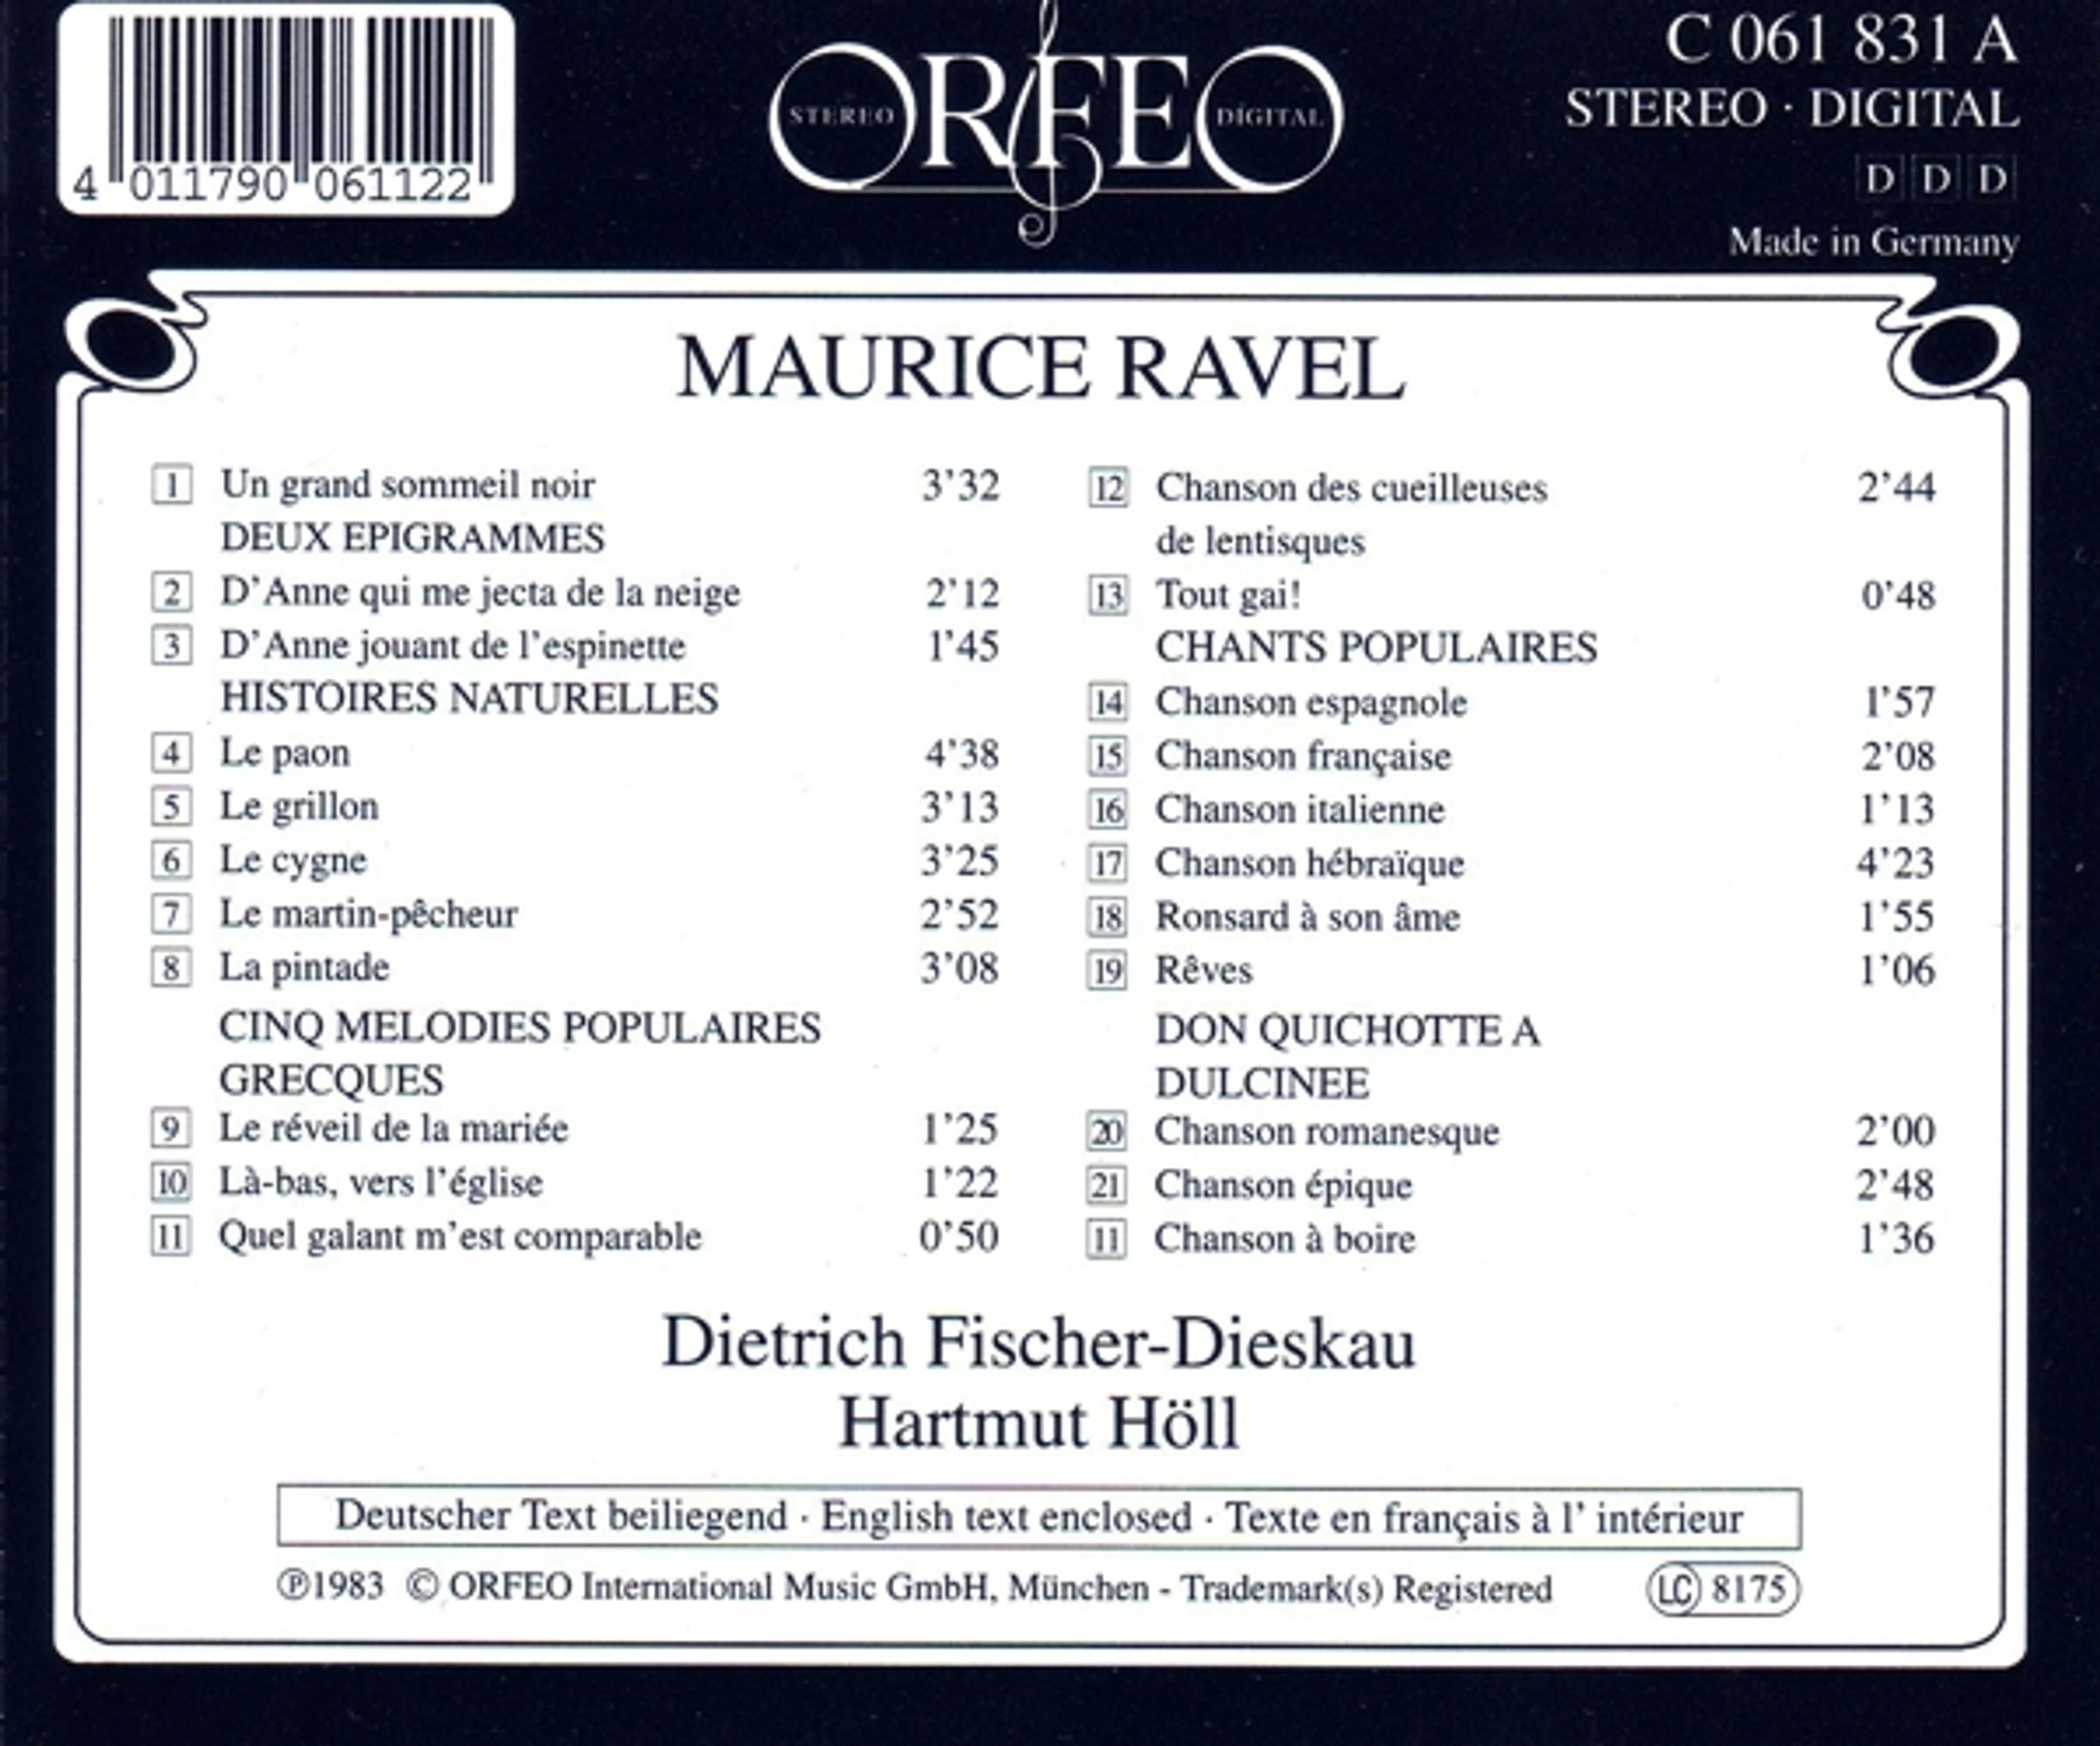 4 011790 061122
STEREO ORFEO DIGITAL
C 061 831 A
STEREO · DIGITAL
D D D
Made in Germany
MAURICE RAVEL
1 Un grand sommeil noir 3’32
DEUX EPIGRAMMES
2 D’Anne qui me jecta de la neige 2’12
3 D’Anne jouant de l’espinette 1’45
HISTOIRES NATURELLES
4 Le paon 4’38
5 Le grillon 3’13
6 Le cygne 3’25
7 Le martin-pêcheur 2’52
8 La pintade 3’08
CINQ MELODIES POPULAIRES
GRECQUES
9 Le réveil de la mariée 1’25
10 Là-bas, vers l’église 1’22
11 Quel galant m’est comparable 0’50
12 Chanson des cueilleuses 2’44
de lentisques
13 Tout gai! 0’48
CHANTS POPULAIRES
14 Chanson espagnole 1’57
15 Chanson française 2’08
16 Chanson italienne 1’13
17 Chanson hébraïque 4’23
18 Ronsard à son âme 1’55
19 Rêves 1’06
DON QUICHOTTE A
DULCINEE
20 Chanson romanesque 2’00
21 Chanson épique 2’48
11 Chanson à boire 1’36
Dietrich Fischer-Dieskau
Hartmut Höll
Deutscher Text beiliegend · English text enclosed · Texte en français à l’ intérieur
℗1983 © ORFEO International Music GmbH, München - Trademark(s) Registered
LC 8175